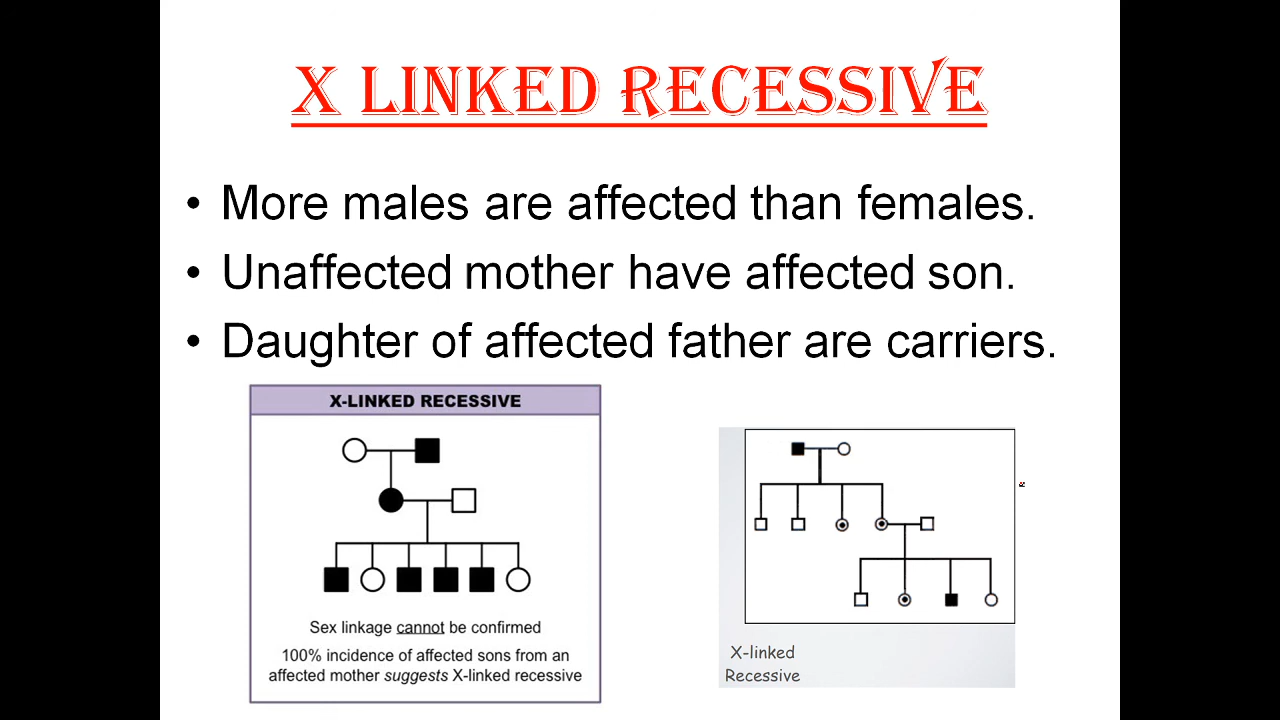 X LINKED RECESSIVE
• More males are affected than females.
• Unaffected mother have affected son.
• Daughter of affected father are carriers.
X-LINKED RECESSIVE
Sex linkage cannot be confirmed
100% incidence of affected sons from an
affected mother suggests X-linked recessive
X-linked
Recessive